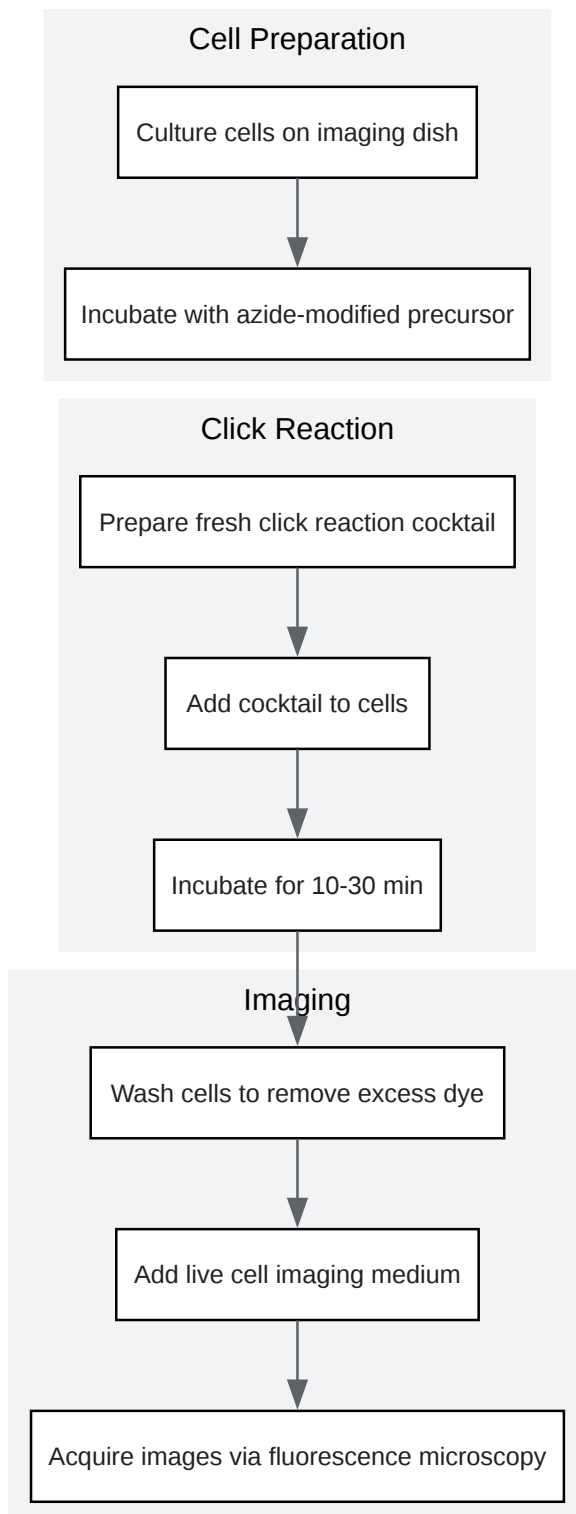 Cell Preparation
Culture cells on imaging dish
Incubate with azide-modified precursor
Click Reaction
Prepare fresh click reaction cocktail
Add cocktail to cells
Incubate for 10-30 min
Imaging
Wash cells to remove excess dye
Add live cell imaging medium
Acquire images via fluorescence microscopy